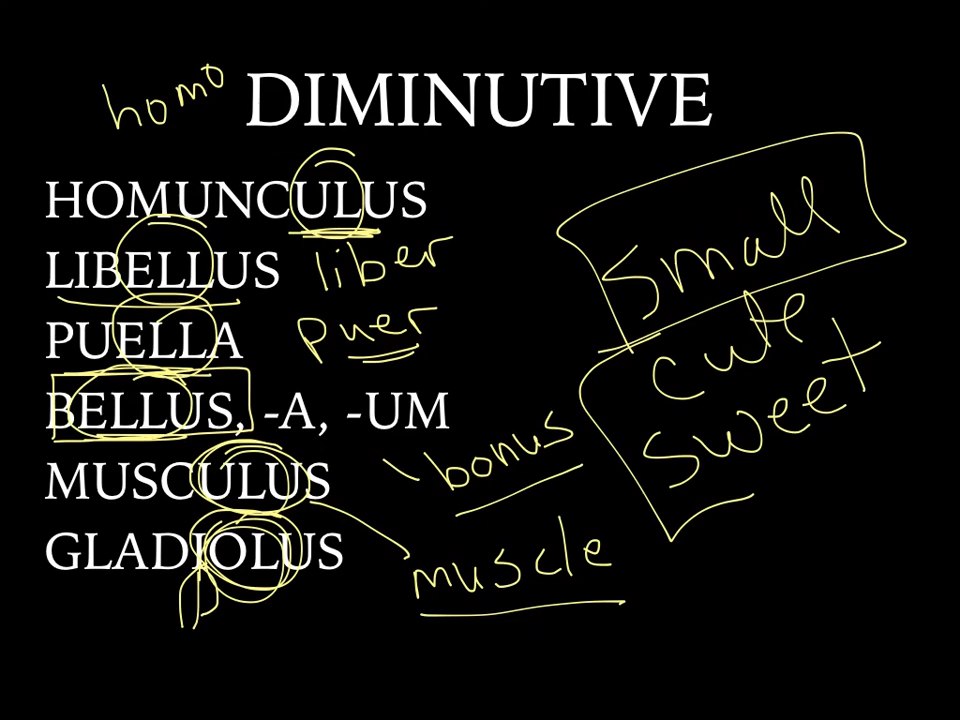 homo DIMINUTIVE
HOMUNCULUS
LIBELLUS liber
PUELLA puer
BELLUS, -A, -UM
MUSCULUS
GLADIOLUS
small
cute
sweet
bonus
muscle